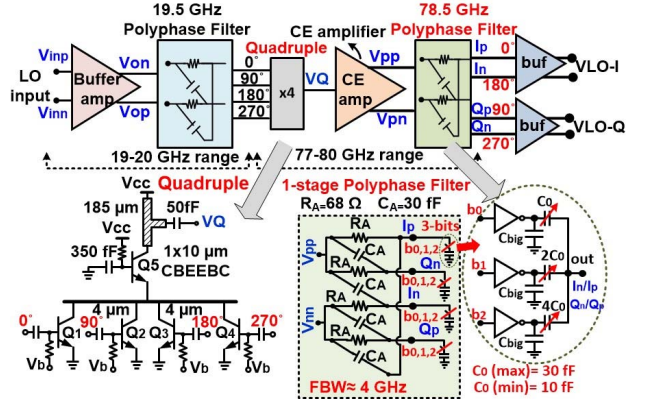 19.5 GHz
Polyphase Filter
Quadruple
CE amplifier
78.5 GHz
Polyphase Filter
Vinp
LO
input
Vinn
Buffer
amp
Von
Vop
0°
90°
180°
270°
x4
VQ
CE
amp
Vpp
Vpn
Ip 0°
In
180°
Qp 90°
Qn
270°
buf
buf
VLO-I
VLO-Q
19-20 GHz range
77-80 GHz range
Vcc
Quadruple
185 µm
50fF
VQ
Vcc
350 fF
Q5
1x10 µm
CBEEBC
4 µm
4 µm
0°
Q1
90°
Q2
Q3
180°
Q4
270°
Vb
Vb
Vb
Vb
1-stage Polyphase Filter
RA=68 Ω
CA=30 fF
RA
Ip
3-bits
Vpp
CA
b0,1,2
RA
Qn
CA
b0,1,2
RA
In
Vnn
CA
b0,1,2
RA
Qp
CA
b0,1,2
FBW≈ 4 GHz
b0
C0
Cbig
b1
2C0
out
In/Ip
Cbig
Qn/Qp
b2
4C0
Cbig
C0 (max)= 30 fF
C0 (min)= 10 fF